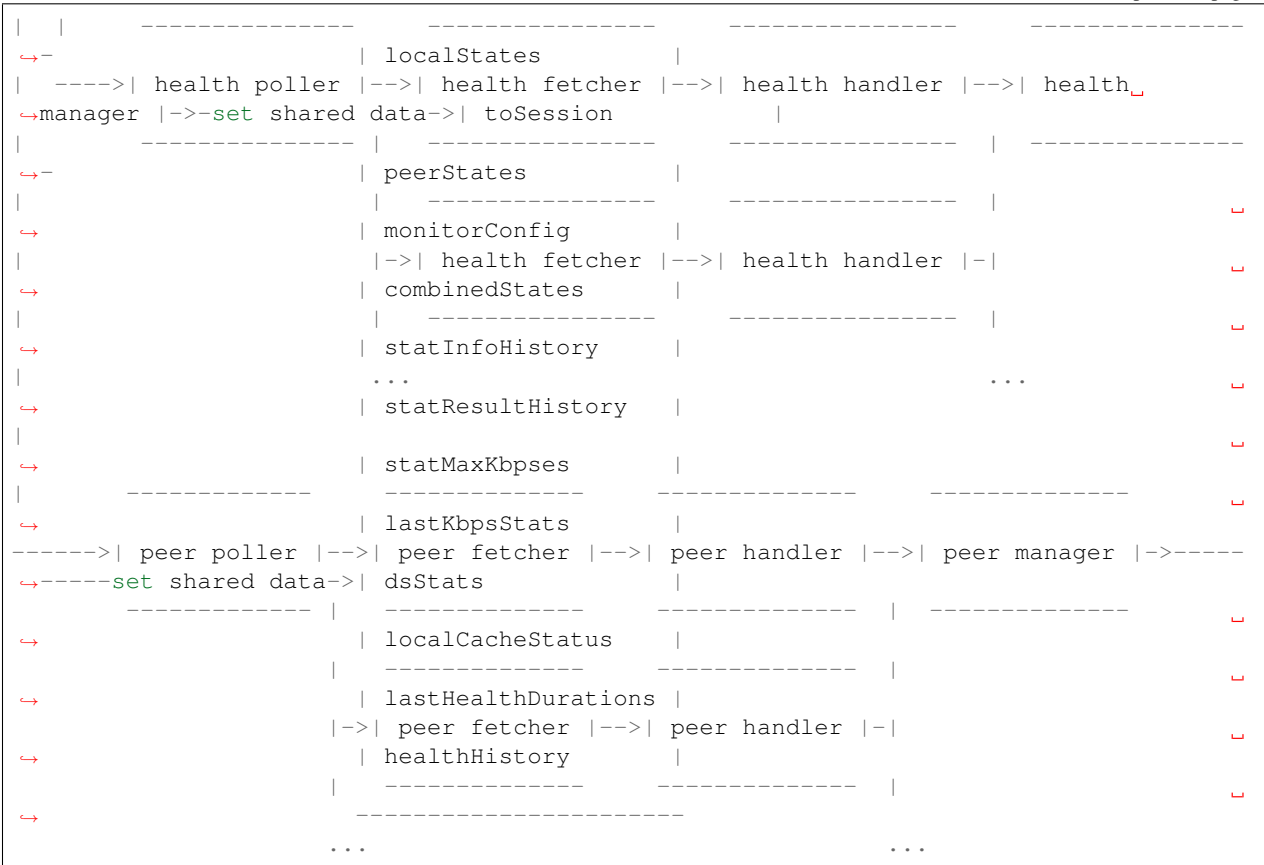 |  |     ---------------     ----------------     ----------------     ---------------
↪-                      | localStates         |
|  ---->| health poller |-->| health fetcher |-->| health handler |-->| health␣
↪manager |->-set shared data->| toSession           |
|        --------------- |   ----------------     ----------------  |  ---------------
↪-                      | peerStates          |
|                        |   ----------------     ----------------  |                ␣
↪                       | monitorConfig       |
|                        |->| health fetcher |-->| health handler |-|                ␣
↪                       | combinedStates      |
|                        |   ----------------     ----------------  |                ␣
↪                       | statInfoHistory     |
|                        ...                                        ...              ␣
↪                       | statResultHistory   |
|                                                                                    ␣
↪                       | statMaxKbpses       |
|       -------------     --------------     --------------     --------------       ␣
↪                       | lastKbpsStats       |
------>| peer poller |-->| peer fetcher |-->| peer handler |-->| peer manager |->-----
↪-----set shared data->| dsStats             |
        ------------- |   --------------     --------------  |  --------------       ␣
↪                       | localCacheStatus    |
                      |   --------------     --------------  |                       ␣
↪                       | lastHealthDurations |
                      |->| peer fetcher |-->| peer handler |-|                       ␣
↪                       | healthHistory       |
                      |   --------------     --------------  |                       ␣
↪                       -----------------------
                      ...                                    ...